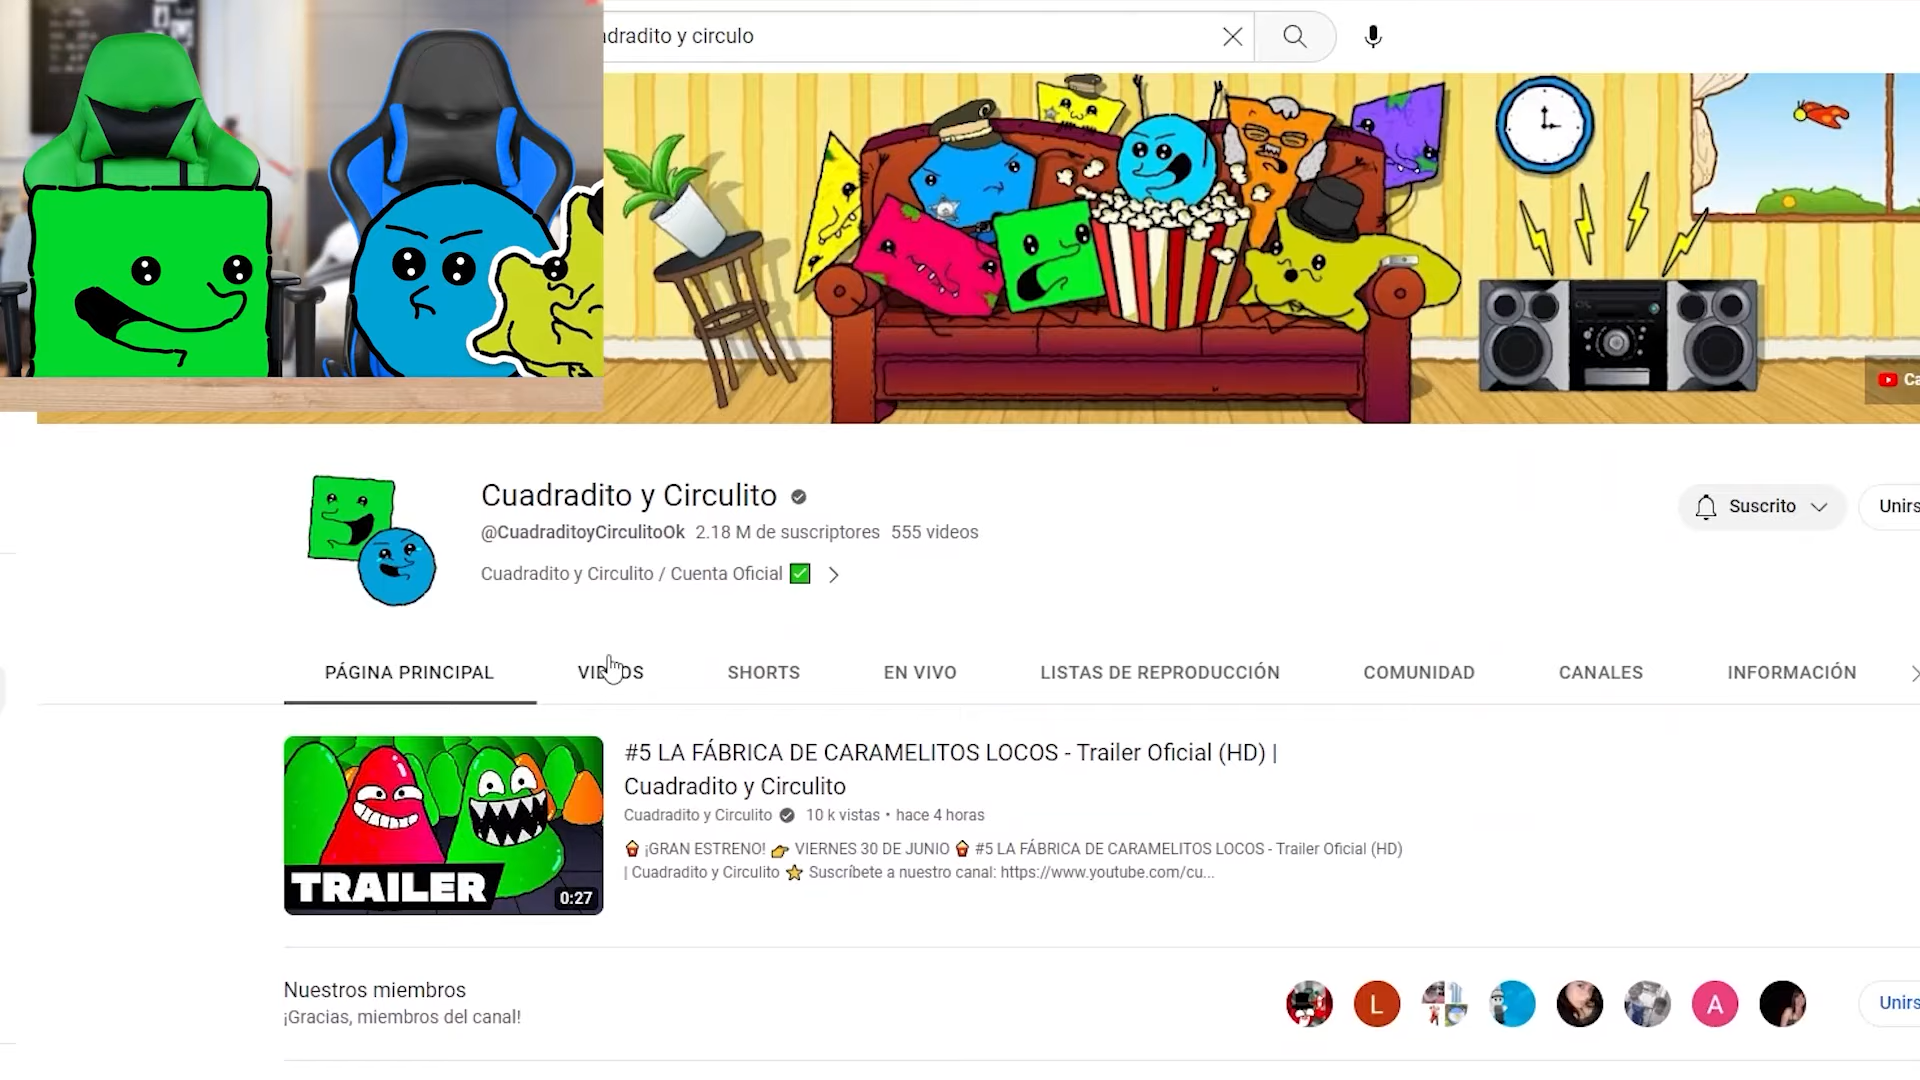 dradito y circulo
Cuadradito y Circulito
@CuadraditoyCirculitoOk 2.18 M de suscriptores 555 videos
Cuadradito y Circulito / Cuenta Oficial ✅
Suscrito
Unirs
PÁGINA PRINCIPAL VIDEOS SHORTS EN VIVO LISTAS DE REPRODUCCIÓN COMUNIDAD CANALES INFORMACIÓN
TRAILER
0:27
#5 LA FÁBRICA DE CARAMELITOS LOCOS - Trailer Oficial (HD) |
Cuadradito y Circulito
Cuadradito y Circulito 10 k vistas • hace 4 horas
🍿 ¡GRAN ESTRENO! 👉 VIERNES 30 DE JUNIO 🍿 #5 LA FÁBRICA DE CARAMELITOS LOCOS - Trailer Oficial (HD)
| Cuadradito y Circulito ⭐ Suscríbete a nuestro canal: https://www.youtube.com/cu...
Nuestros miembros
¡Gracias, miembros del canal!
L
A
Unirs